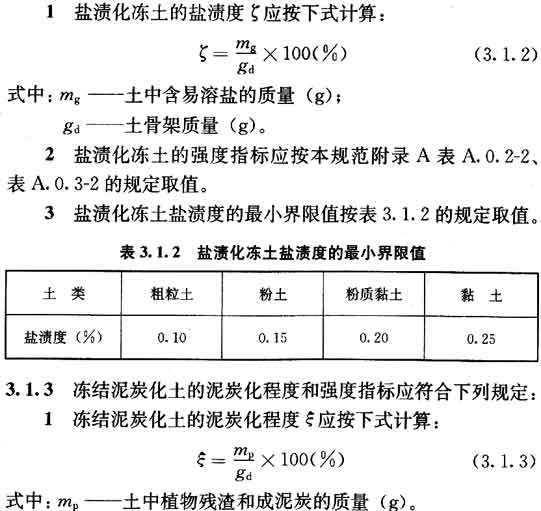 1 盐渍化冻土的盐渍度 ζ 应按下式计算：
ζ = m_g / g_d × 100(%) (3.1.2)
式中：m_g ——土中含易溶盐的质量（g）；
g_d ——土骨架质量（g）。
2 盐渍化冻土的强度指标应按本规范附录 A 表 A.0.2-2、
表 A.0.3-2 的规定取值。
3 盐渍化冻土盐渍度的最小界限值按表 3.1.2 的规定取值。
表 3.1.2 盐渍化冻土盐渍度的最小界限值
土 类 粗粒土 粉土 粉质黏土 黏 土
盐渍度（%） 0.10 0.15 0.20 0.25
3.1.3 冻结泥炭化土的泥炭化程度和强度指标应符合下列规定：
1 冻结泥炭化土的泥炭化程度 ξ 应按下式计算：
ξ = m_p / g_d × 100(%) (3.1.3)
式中：m_p ——土中植物残渣和成泥炭的质量（g）。